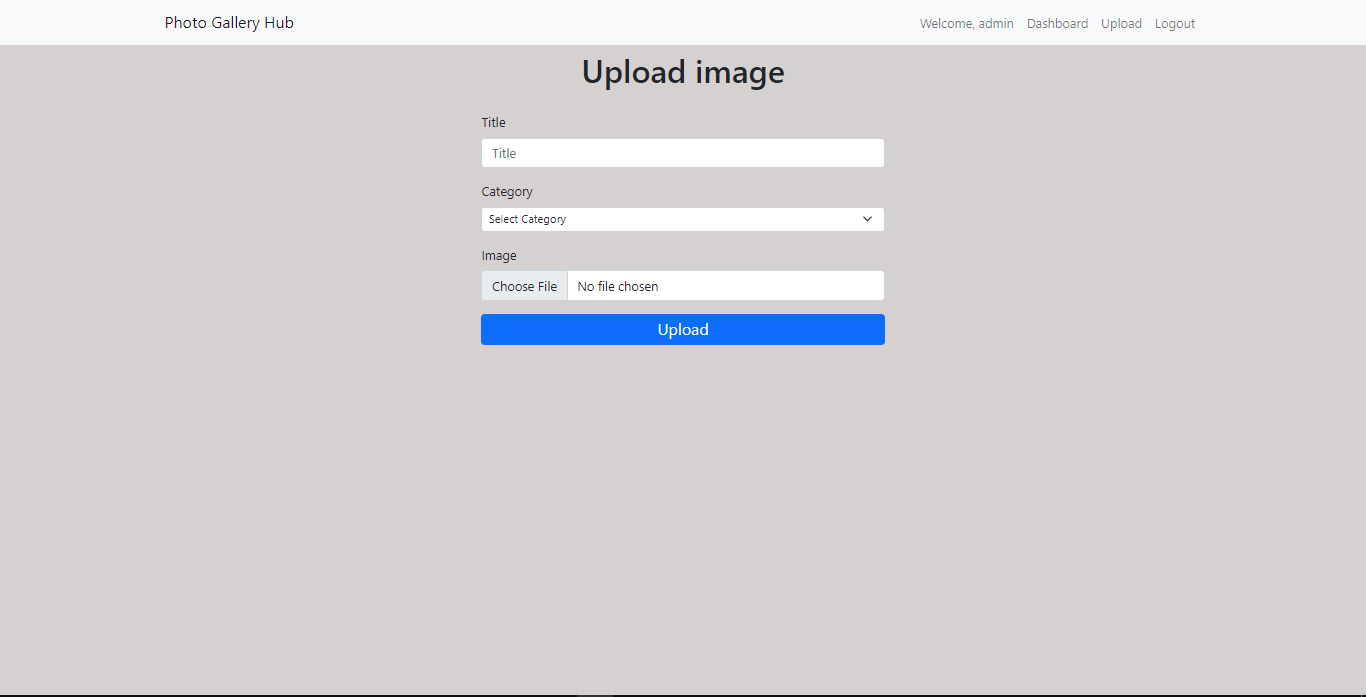 Photo Gallery Hub
Welcome, admin Dashboard Upload Logout
Upload image
Title
Title
Category
Select Category
Image
Choose File No file chosen
Upload